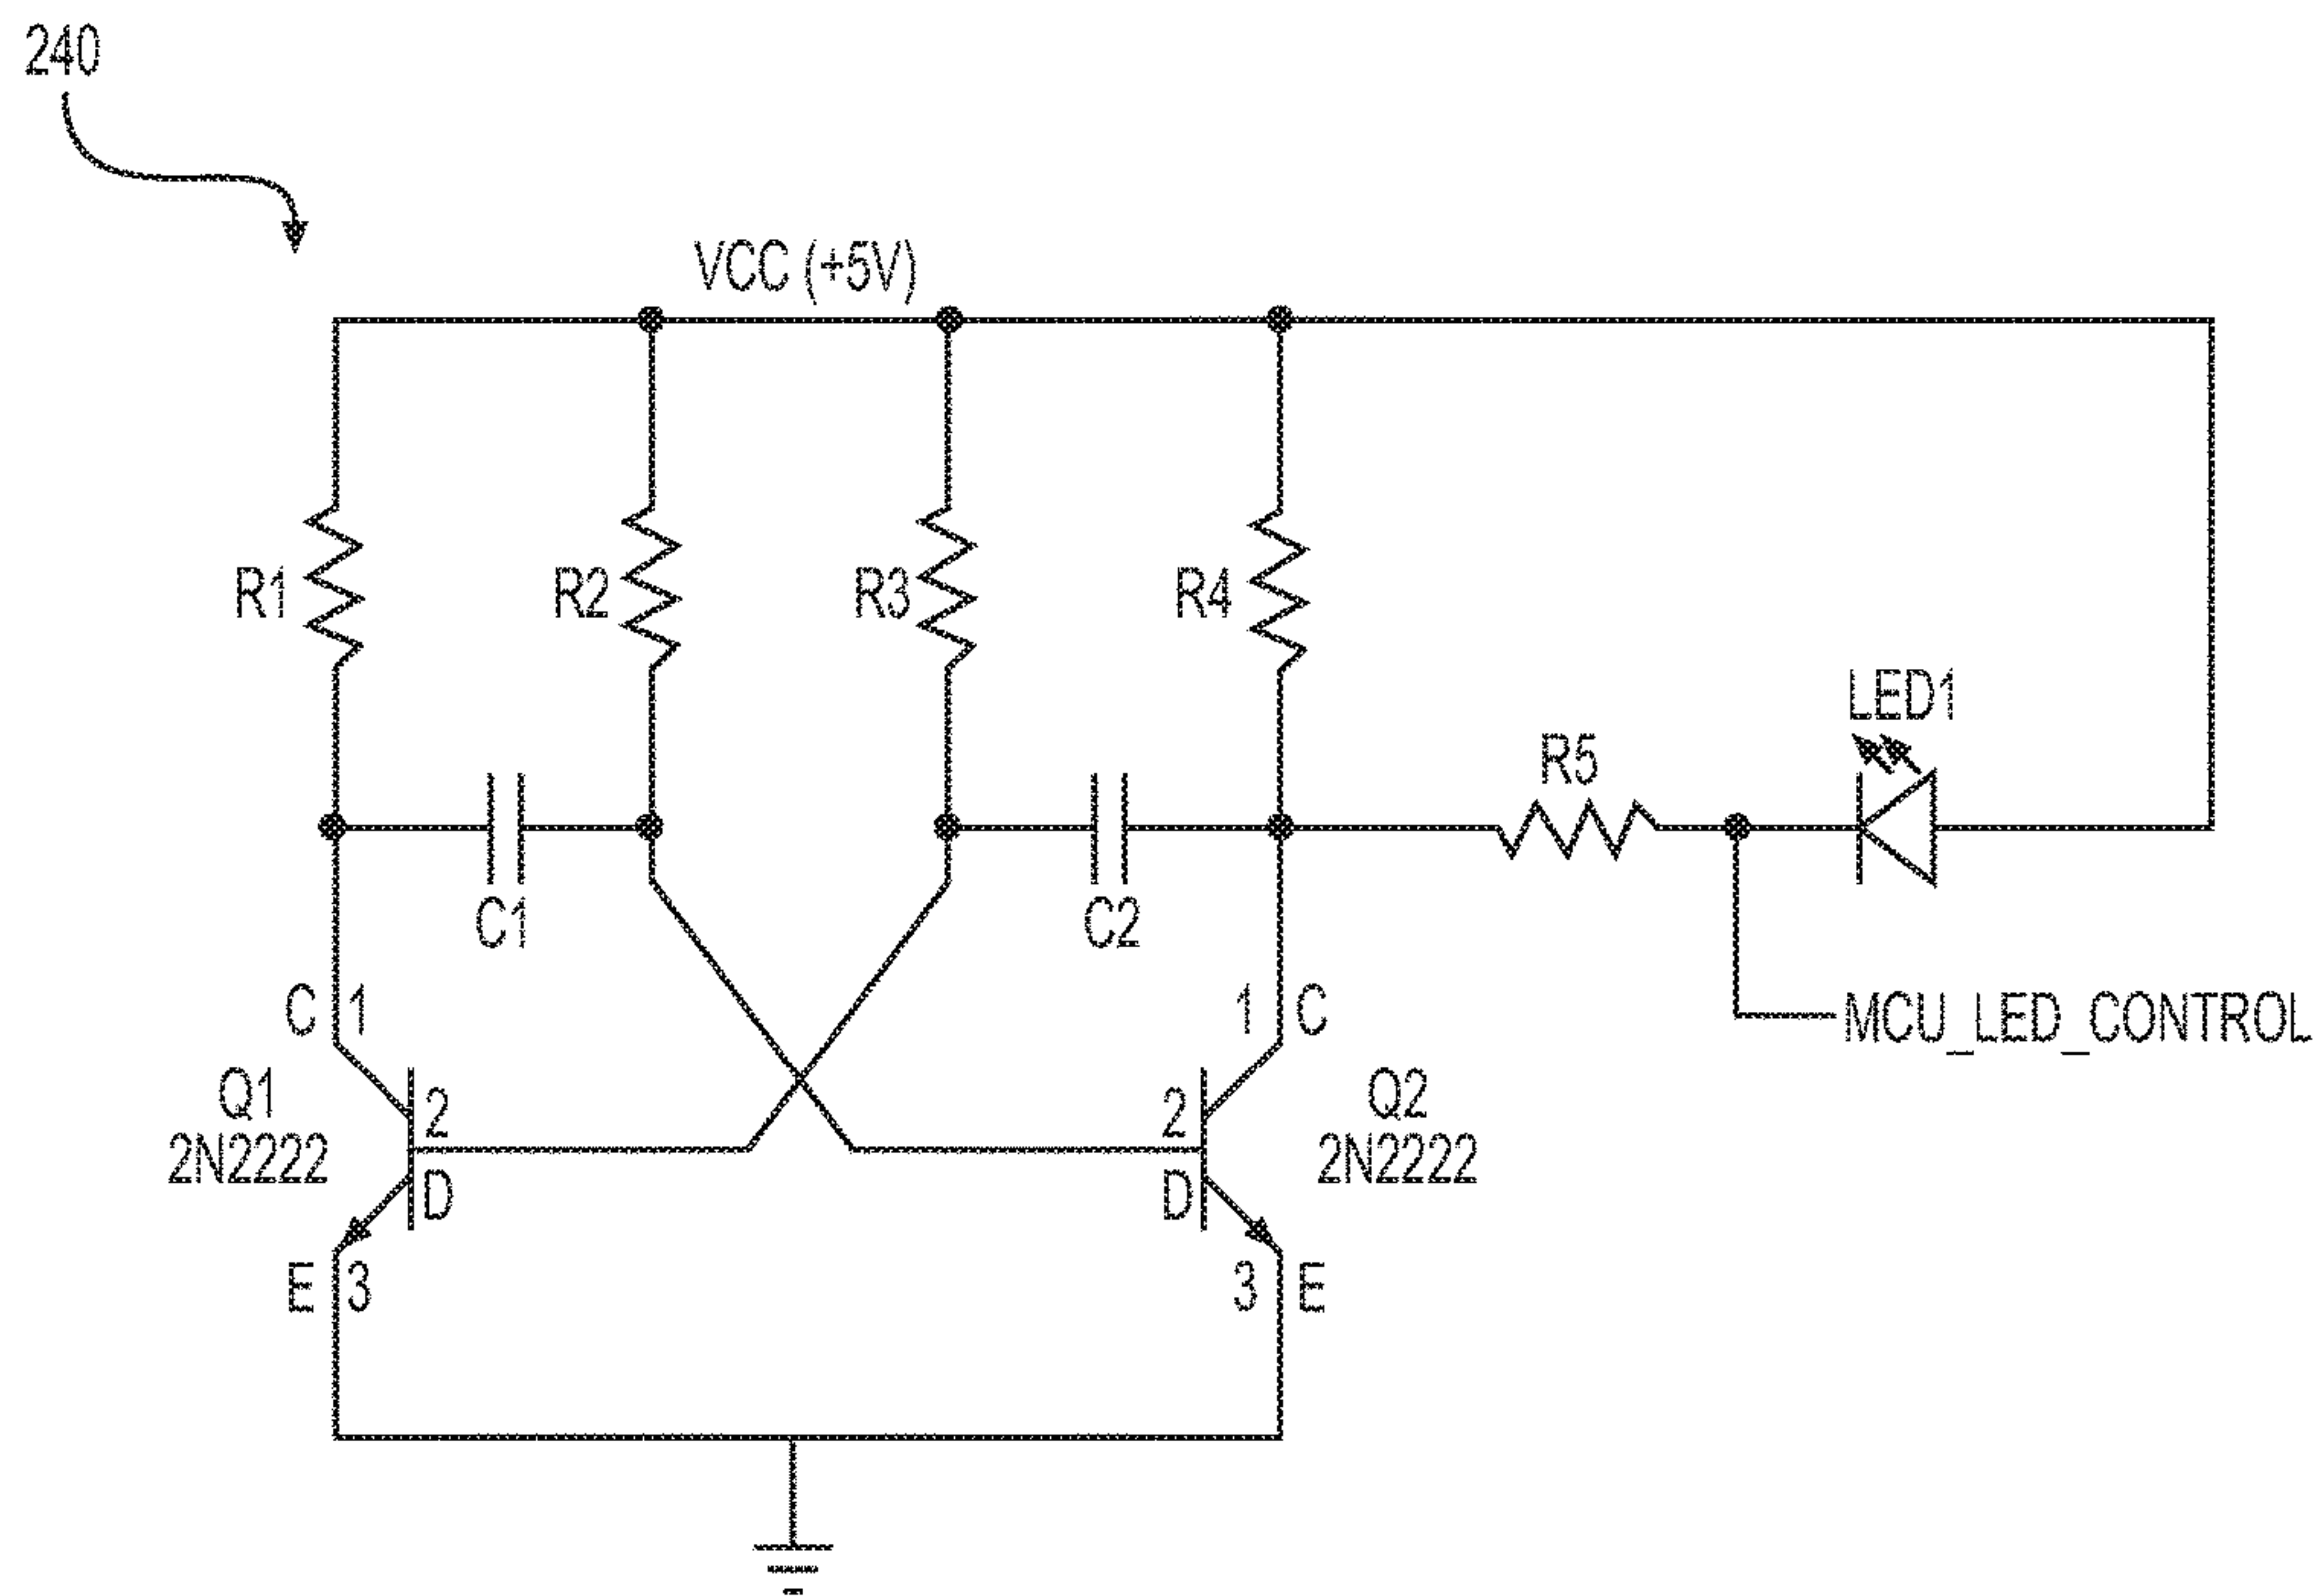 240
VCC (+5V)
R1
R2
R3
R4
LED1
R5
C1
C2
C 1
1 C
MCU_LED_CONTROL
Q1
2N2222
2
D
2
D
Q2
2N2222
E 3
3 E